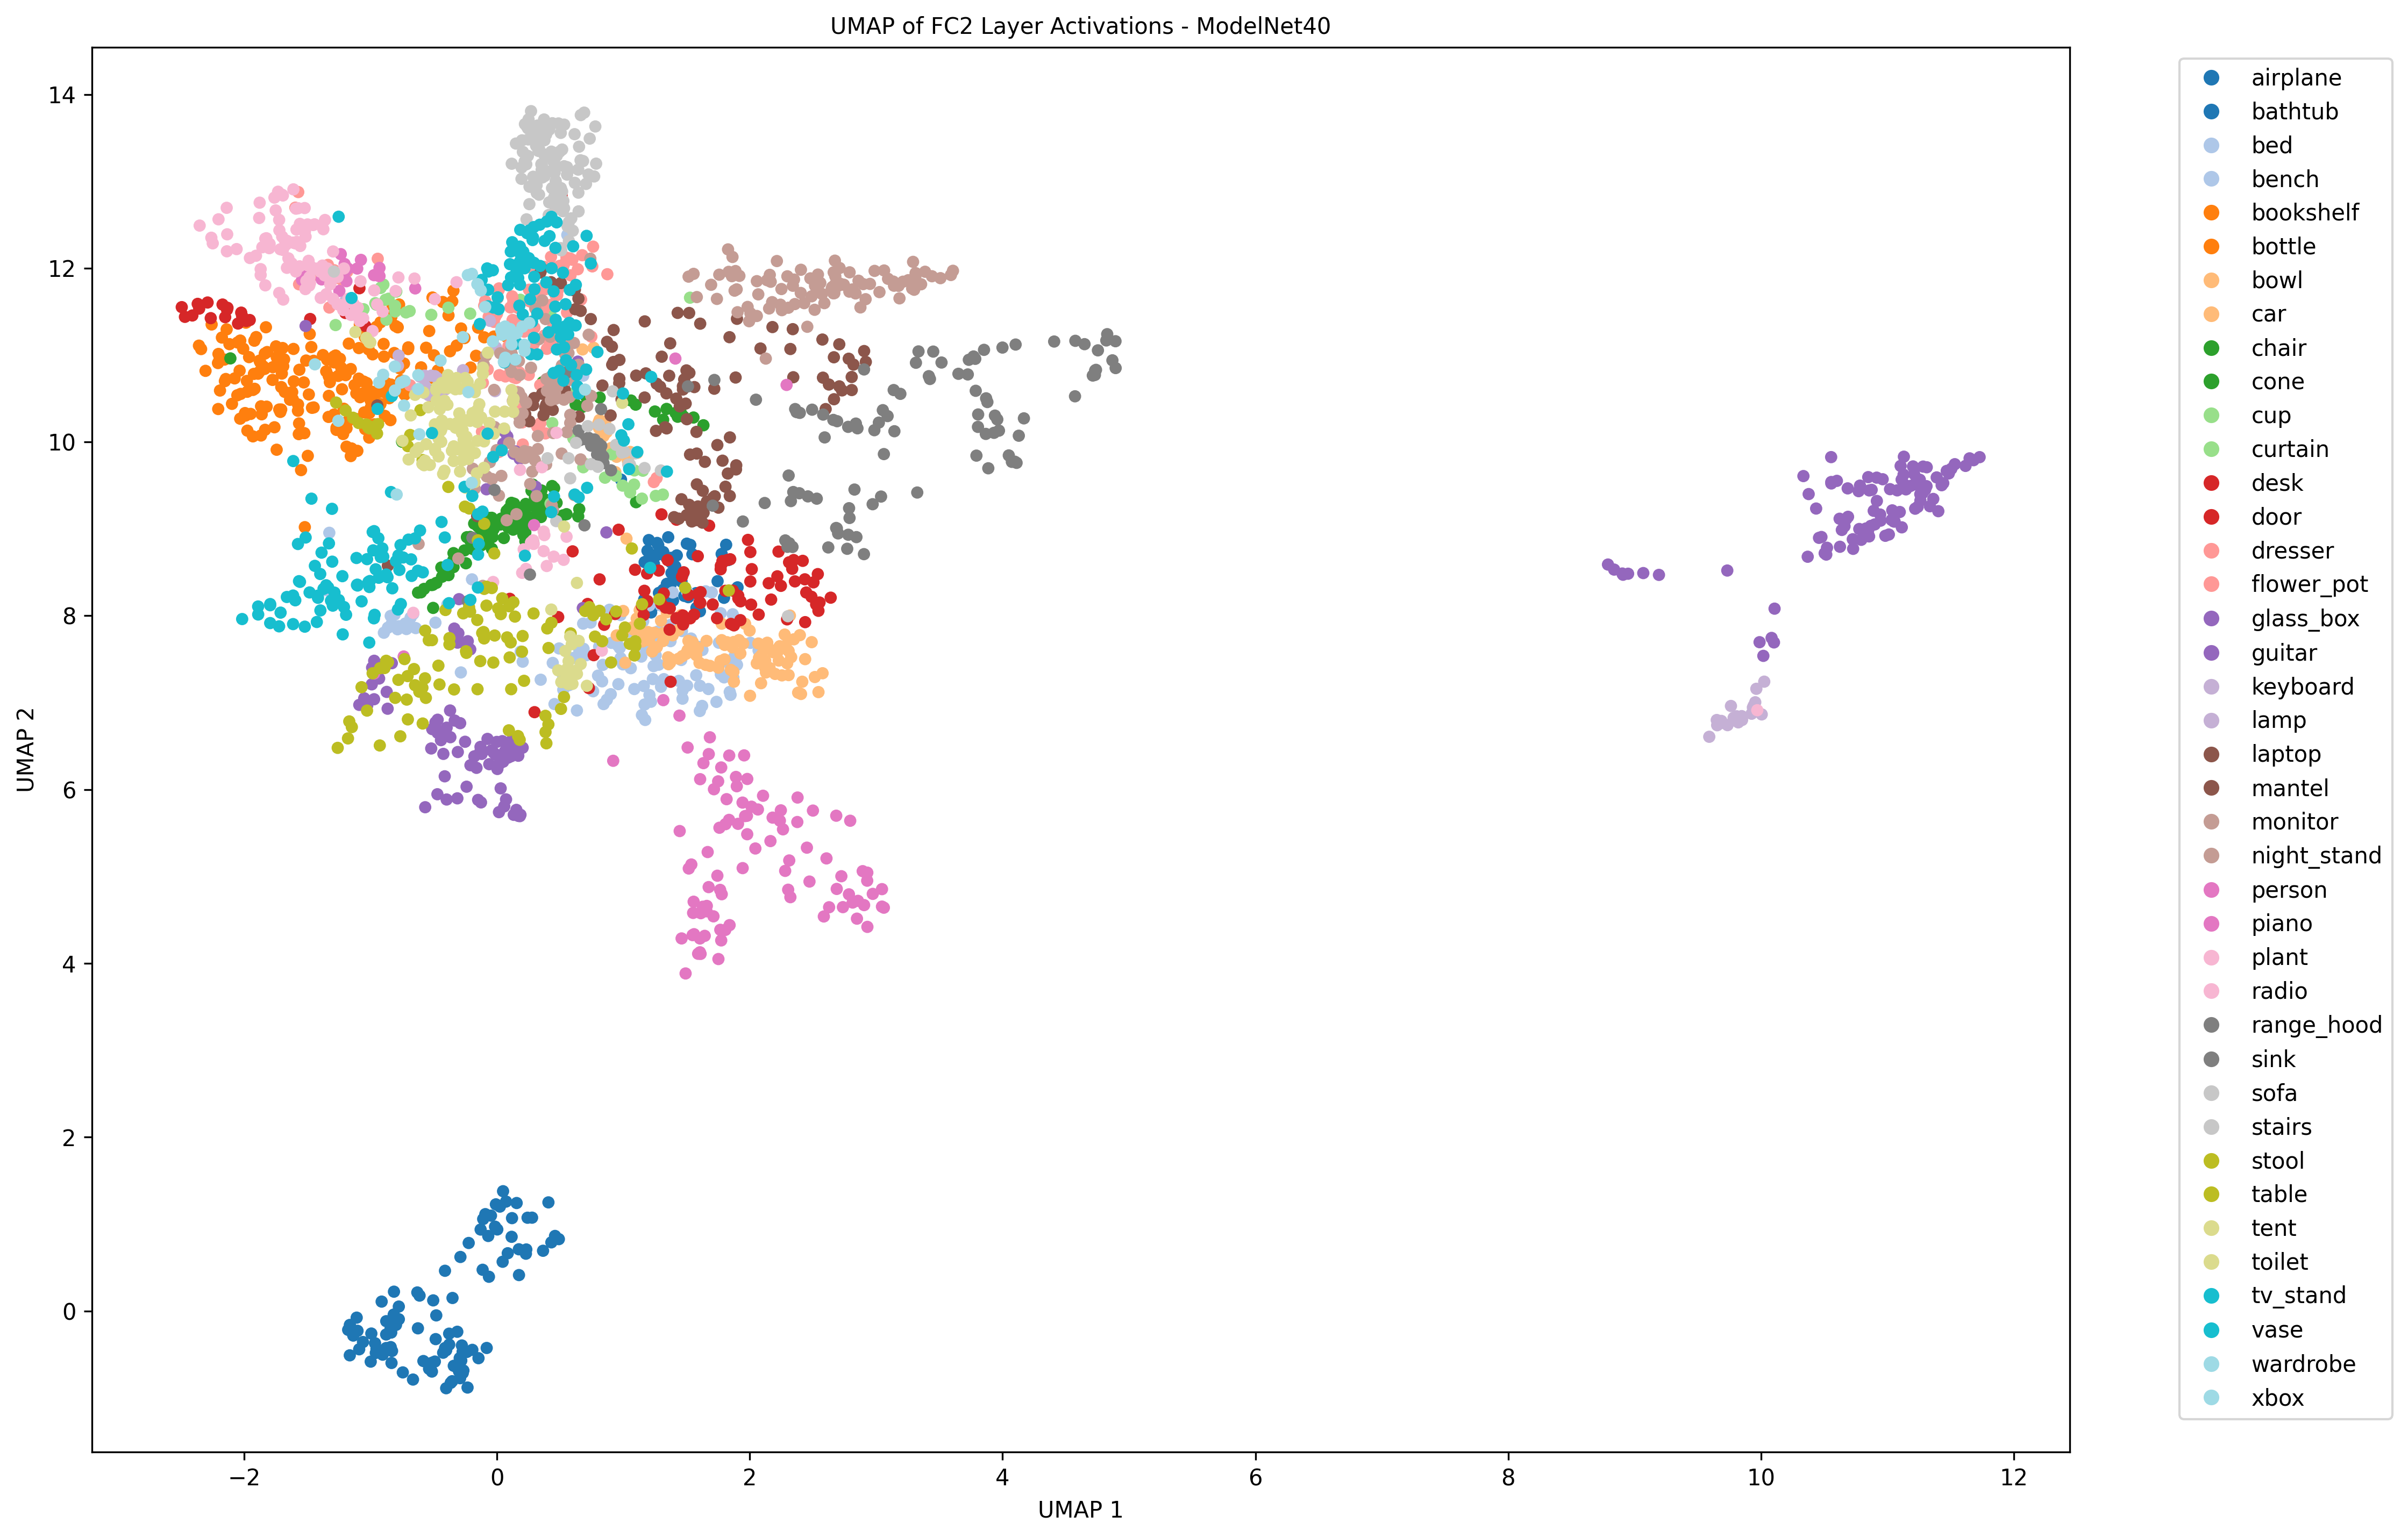 UMAP of FC2 Layer Activations - ModelNet40
14
12
10
8
6
4
2
0
UMAP 2
−2
0
2
4
6
8
10
12
UMAP 1
airplane
bathtub
bed
bench
bookshelf
bottle
bowl
car
chair
cone
cup
curtain
desk
door
dresser
flower_pot
glass_box
guitar
keyboard
lamp
laptop
mantel
monitor
night_stand
person
piano
plant
radio
range_hood
sink
sofa
stairs
stool
table
tent
toilet
tv_stand
vase
wardrobe
xbox